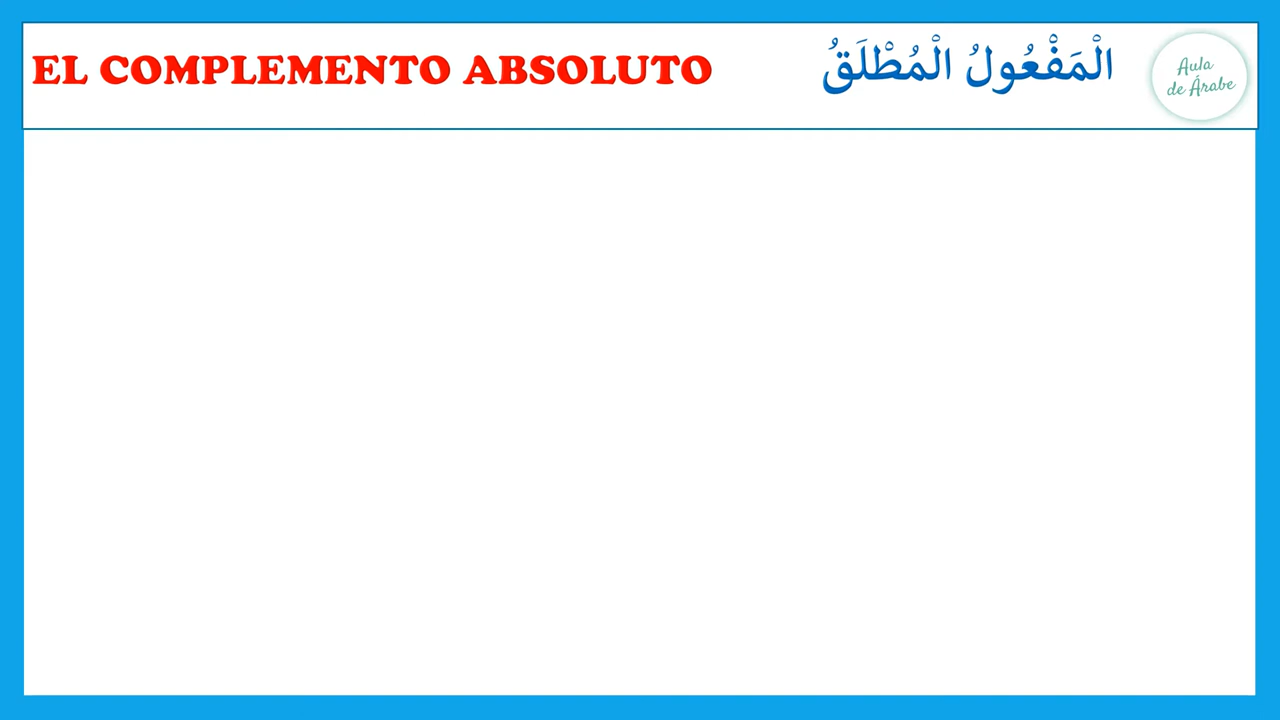 EL COMPLEMENTO ABSOLUTO
الْمَفْعُولُ الْمُطْلَقُ
Aula
de Árabe